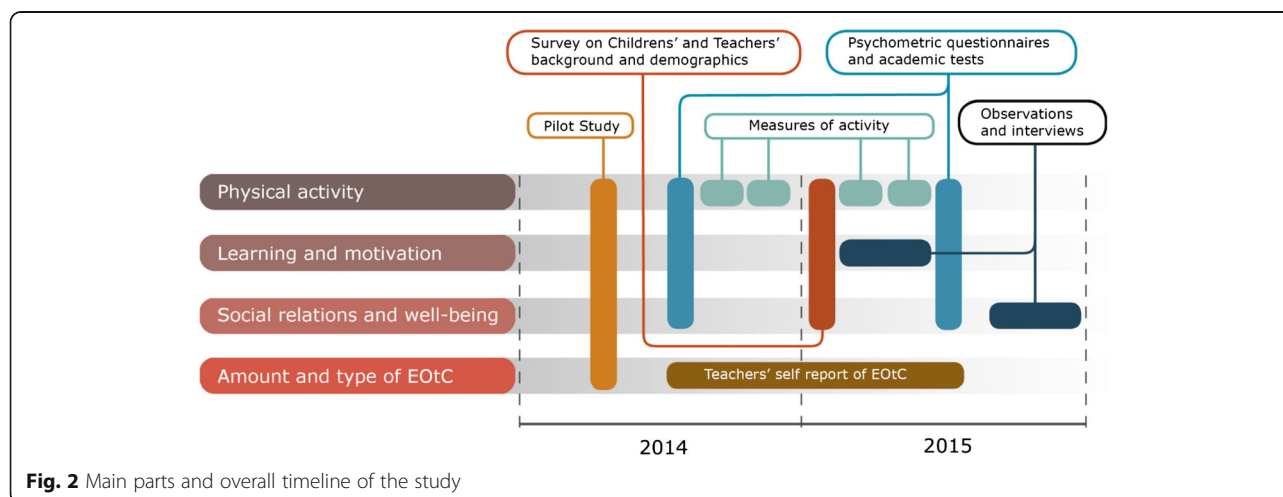 Survey on Childrens' and Teachers'
background and demographics
Psychometric questionnaires
and academic tests
Pilot Study
Measures of activity
Observations
and interviews
Physical activity
Learning and motivation
Social relations and well-being
Amount and type of EOtC
Teachers' self report of EOtC
2014
2015
Fig. 2 Main parts and overall timeline of the study